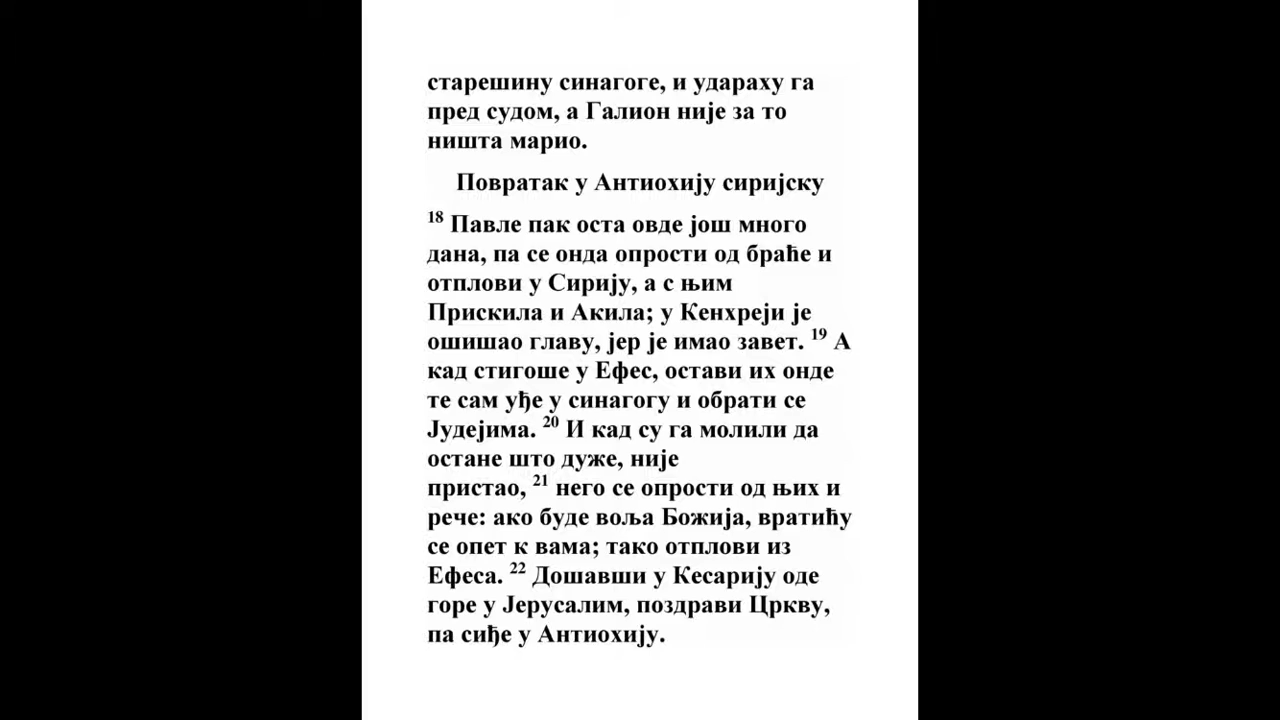 старешину синагоге, и удараху га
пред судом, а Галион није за то
ништа марио.
Повратак у Антиохију сиријску
18 Павле пак оста овде још много
дана, па се онда опрости од браће и
отплови у Сирију, а с њим
Прискила и Акила; у Кенхреји је
ошишао главу, јер је имао завет. 19 А
кад стигоше у Ефес, остави их онде
те сам уђе у синагогу и обрати се
Јудејима. 20 И кад су га молили да
остане што дуже, није
пристао, 21 него се опрости од њих и
рече: ако буде воља Божија, вратићу
се опет к вама; тако отплови из
Ефеса. 22 Дошавши у Кесарију оде
горе у Јерусалим, поздрави Цркву,
па сиђе у Антиохију.